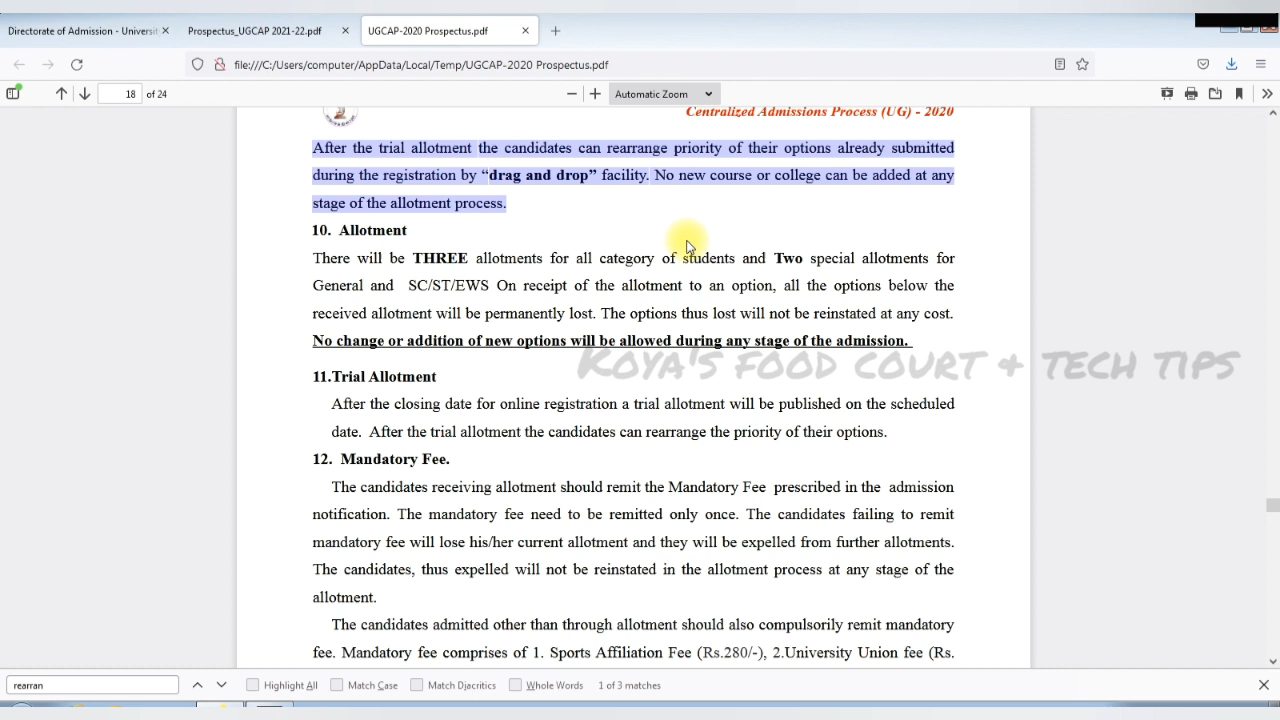 Directorate of Admission - Universit
Prospectus_UGCAP 2021-22.pdf
UGCAP-2020 Prospectus.pdf
file:///C:/Users/computer/AppData/Local/Temp/UGCAP-2020 Prospectus.pdf
18 of 24
Automatic Zoom
Centralized Admissions Process (UG) - 2020
After the trial allotment the candidates can rearrange priority of their options already submitted
during the registration by “drag and drop” facility. No new course or college can be added at any
stage of the allotment process.
10. Allotment
There will be THREE allotments for all category of students and Two special allotments for
General and SC/ST/EWS On receipt of the allotment to an option, all the options below the
received allotment will be permanently lost. The options thus lost will not be reinstated at any cost.
No change or addition of new options will be allowed during any stage of the admission.
Koya's food court & tech tips
11.Trial Allotment
After the closing date for online registration a trial allotment will be published on the scheduled
date. After the trial allotment the candidates can rearrange the priority of their options.
12. Mandatory Fee.
The candidates receiving allotment should remit the Mandatory Fee prescribed in the admission
notification. The mandatory fee need to be remitted only once. The candidates failing to remit
mandatory fee will lose his/her current allotment and they will be expelled from further allotments.
The candidates, thus expelled will not be reinstated in the allotment process at any stage of the
allotment.
The candidates admitted other than through allotment should also compulsorily remit mandatory
fee. Mandatory fee comprises of 1. Sports Affiliation Fee (Rs.280/-), 2.University Union fee (Rs.
rearran
Highlight All
Match Case
Match Diacritics
Whole Words
1 of 3 matches